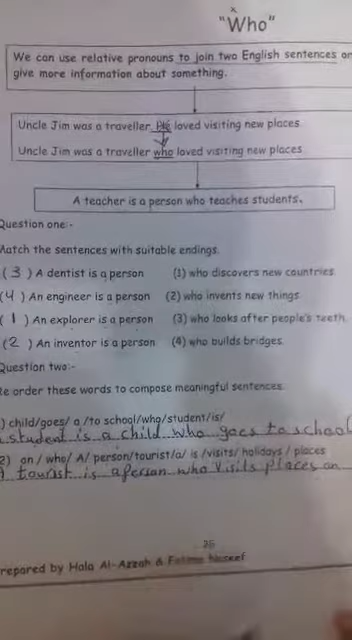 "Who"
We can use relative pronouns to join two English sentences or
give more information about something.
Uncle Jim was a traveller. He loved visiting new places
Uncle Jim was a traveller who loved visiting new places
A teacher is a person who teaches students.
Question one:-
Match the sentences with suitable endings.
( 3 ) A dentist is a person (1) who discovers new countries
(4 ) An engineer is a person (2) who invents new things
( 1 ) An explorer is a person (3) who looks after people's teeth.
( 2 ) An inventor is a person (4) who builds bridges.
Question two:-
Re order these words to compose meaningful sentences.
) child/goes/ a /to school/who/student/is/
student is a child who goes to school
2) on / who/ A/ person/tourist/a/ is /visits/ holidays / places
A tourist is a person who visits places on
25
repared by Hala Al-Azzah & Fatima Naseef